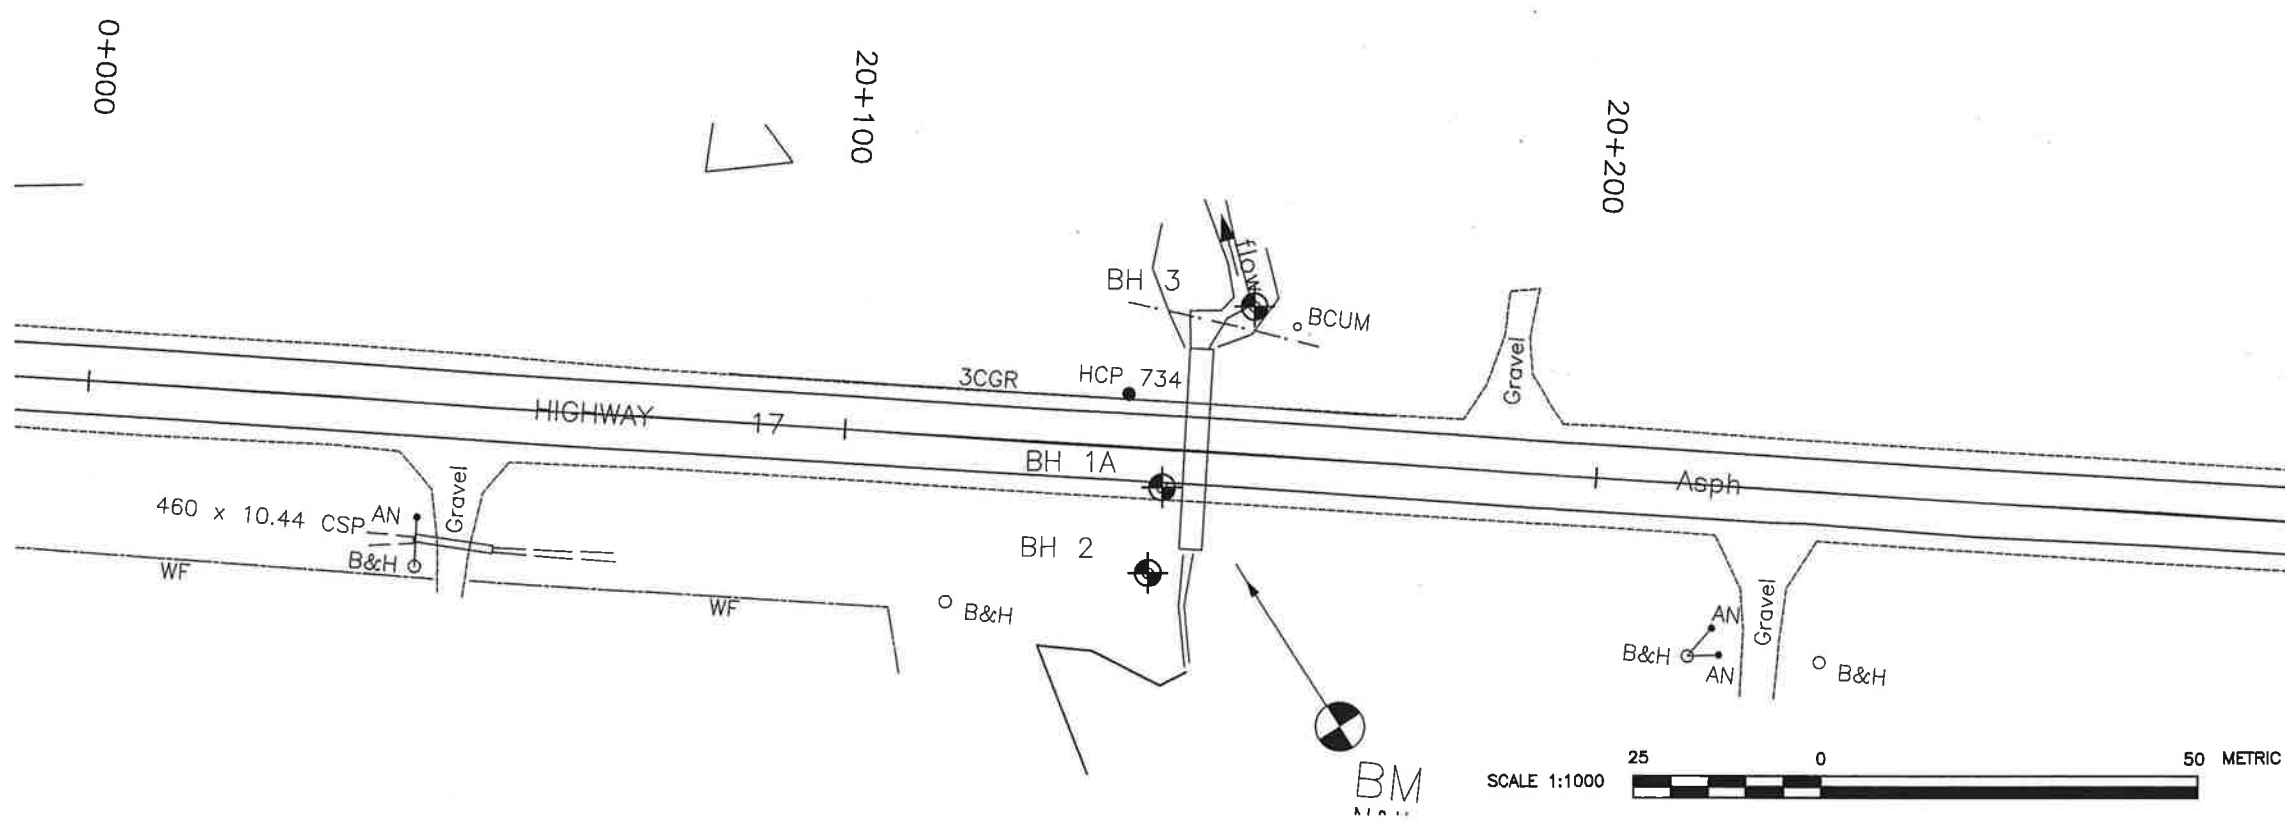 0+000
20+100
20+200
flow
BH 3
BCUM
3CGR
HCP 734
Gravel
HIGHWAY 17
BH 1A
Asph
Gravel
460 x 10.44 CSP
AN
B&H
WF
WF
BH 2
B&H
Gravel
AN
B&H
AN
B&H
BM
SCALE 1:1000
25 0 50 METRIC